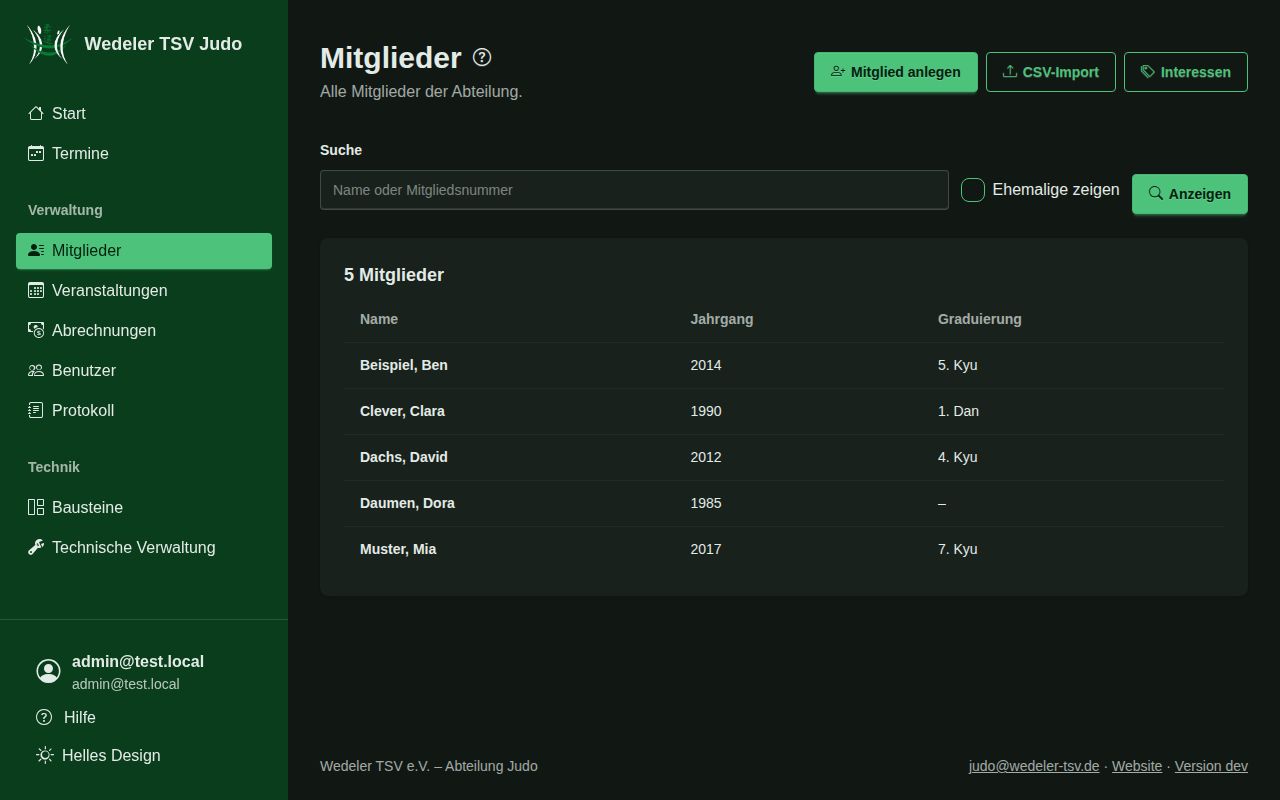 Wedeler TSV Judo
Start
Termine
Verwaltung
Mitglieder
Veranstaltungen
Abrechnungen
Benutzer
Protokoll
Technik
Bausteine
Technische Verwaltung
admin@test.local
admin@test.local
Hilfe
Helles Design
Mitglieder
Alle Mitglieder der Abteilung.
Mitglied anlegen
CSV-Import
Interessen
Suche
Name oder Mitgliedsnummer
Ehemalige zeigen
Anzeigen
5 Mitglieder
Name Jahrgang Graduierung
Beispiel, Ben 2014 5. Kyu
Clever, Clara 1990 1. Dan
Dachs, David 2012 4. Kyu
Daumen, Dora 1985 –
Muster, Mia 2017 7. Kyu
Wedeler TSV e.V. – Abteilung Judo
judo@wedeler-tsv.de · Website · Version dev